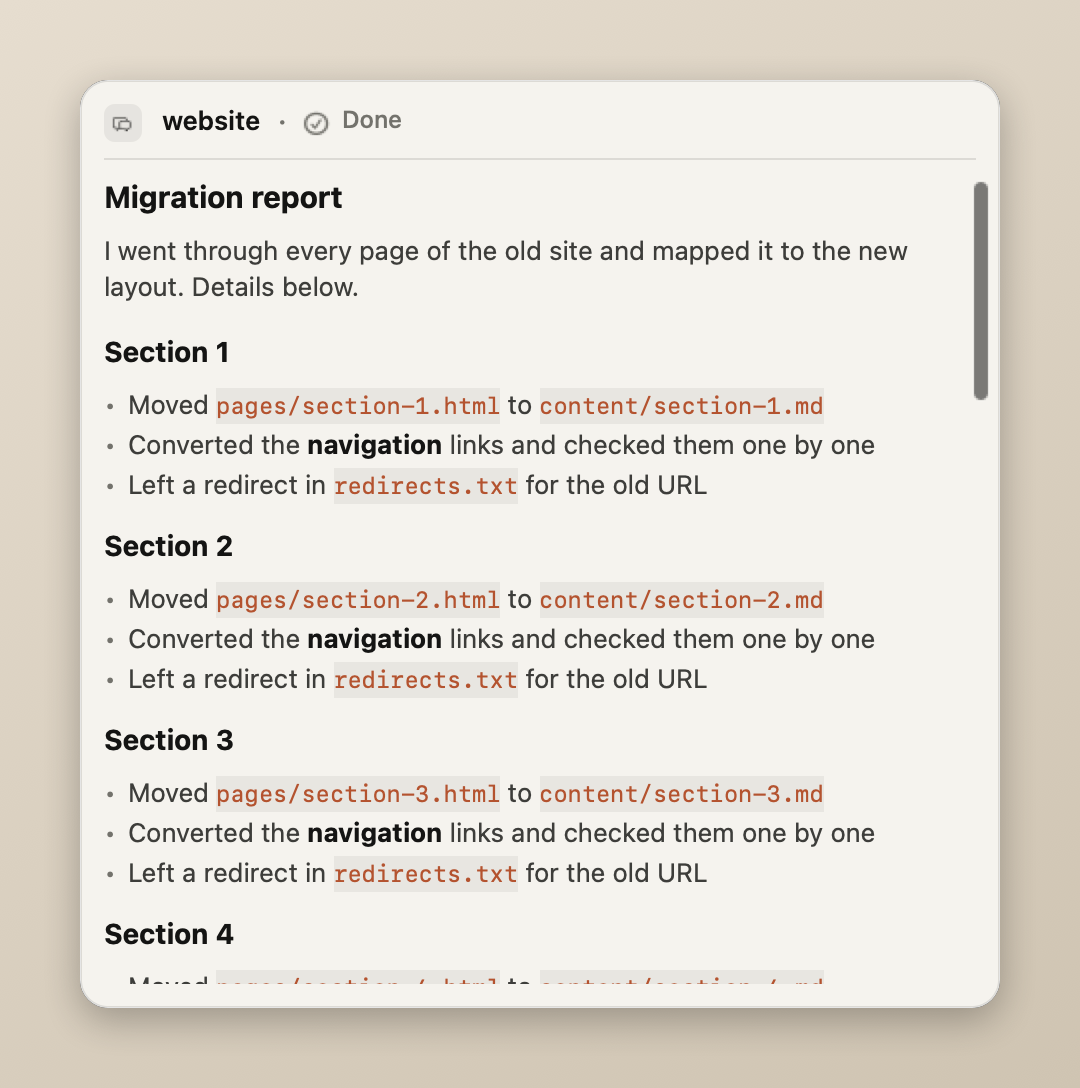 website · Done
Migration report
I went through every page of the old site and mapped it to the new
layout. Details below.
Section 1
• Moved pages/section-1.html to content/section-1.md
• Converted the navigation links and checked them one by one
• Left a redirect in redirects.txt for the old URL
Section 2
• Moved pages/section-2.html to content/section-2.md
• Converted the navigation links and checked them one by one
• Left a redirect in redirects.txt for the old URL
Section 3
• Moved pages/section-3.html to content/section-3.md
• Converted the navigation links and checked them one by one
• Left a redirect in redirects.txt for the old URL
Section 4